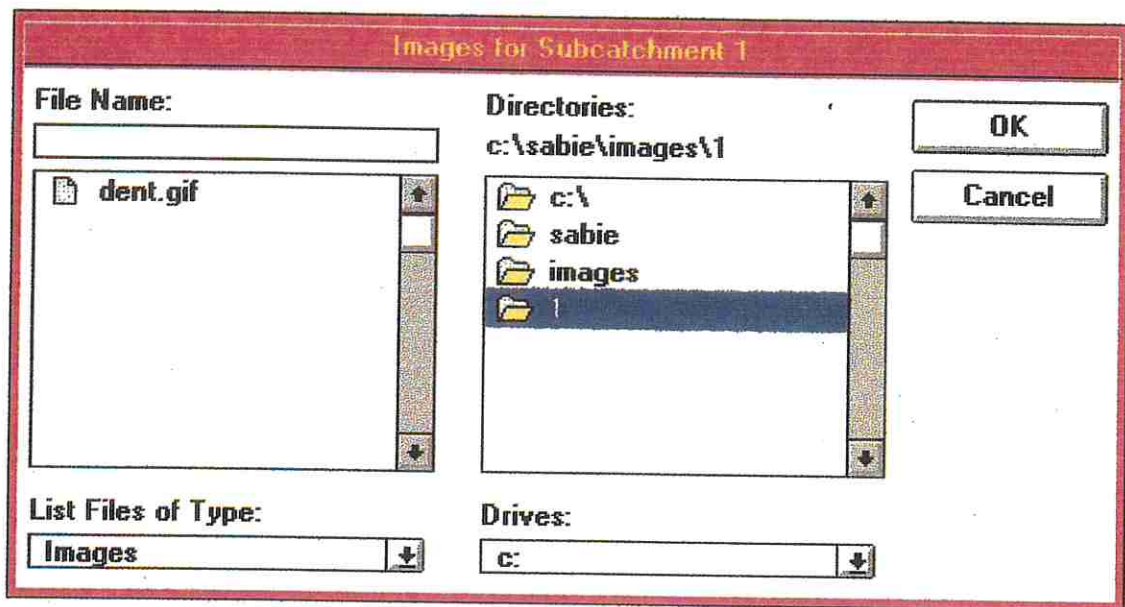 Images for Subcatchment 1
File Name:
dent.gif
List Files of Type:
Images
Directories:
c:\sabie\images\1
c:\
sabie
images
1
Drives:
c:
OK
Cancel